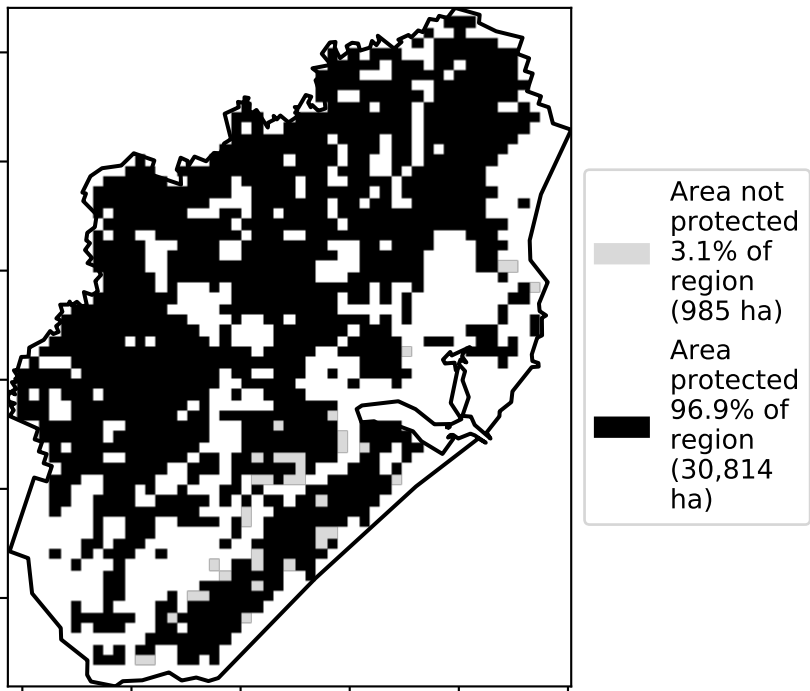 Area not
protected
3.1% of
region
(985 ha)
Area
protected
96.9% of
region
(30,814
ha)